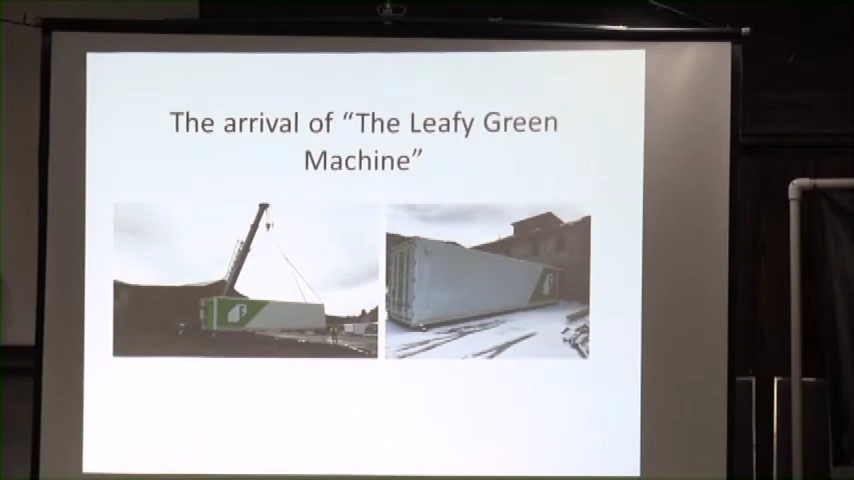 The arrival of “The Leafy Green
Machine”